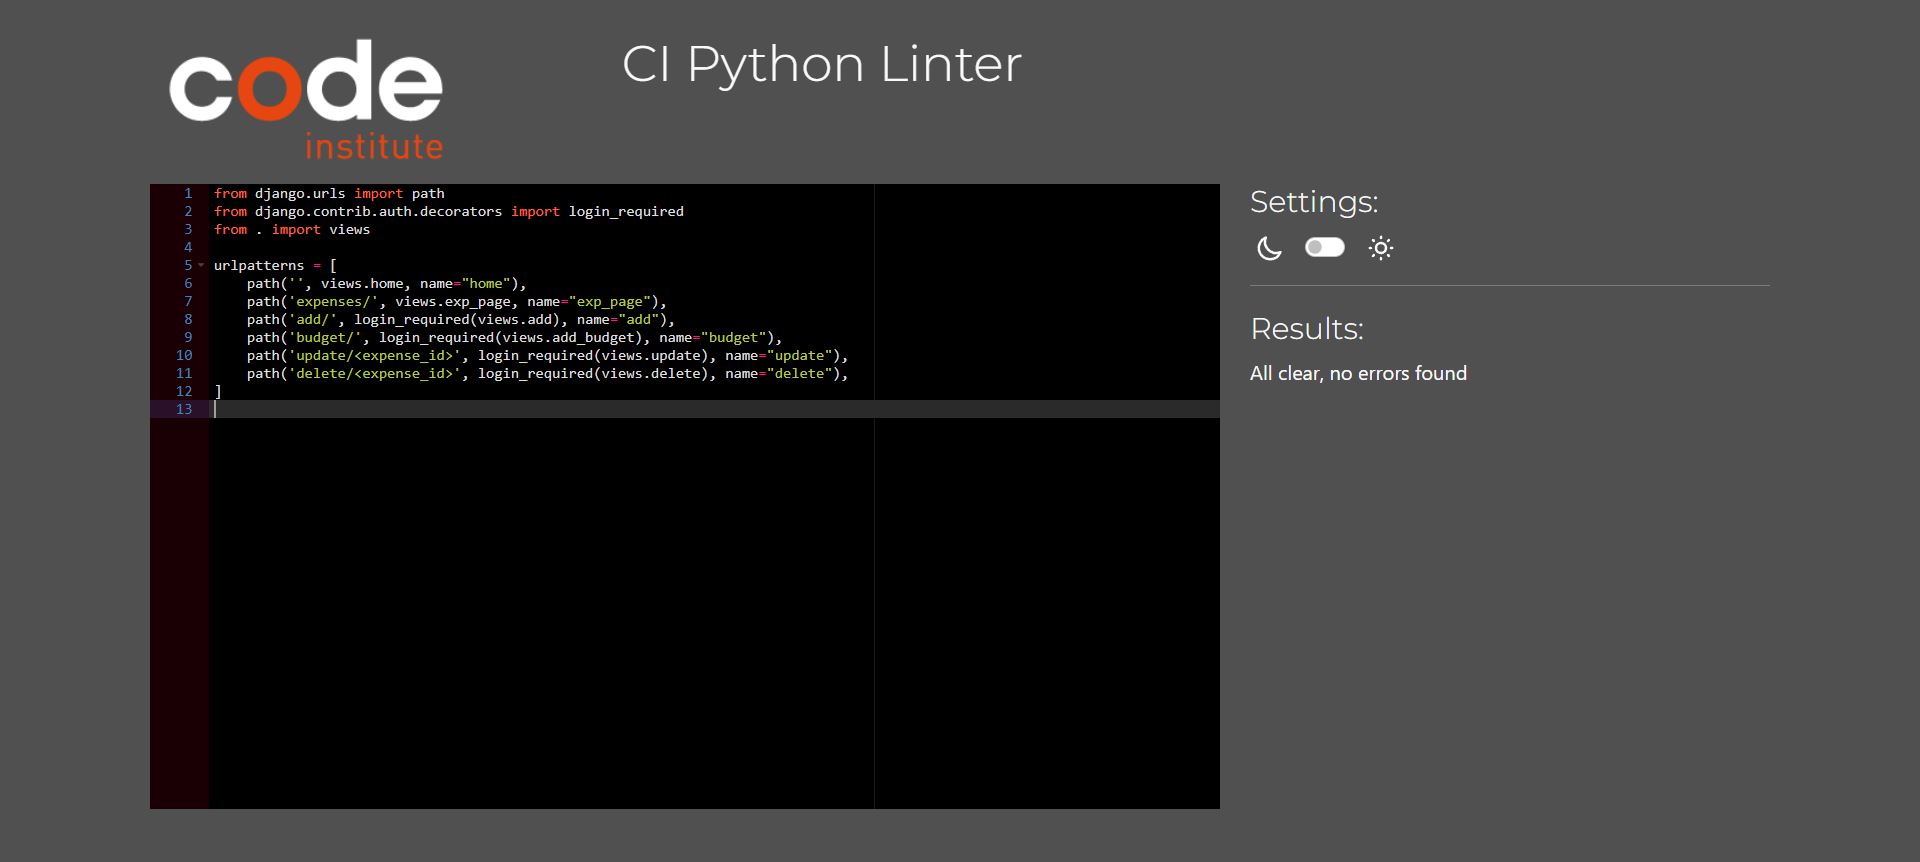 code
institute
CI Python Linter
1 from django.urls import path
2 from django.contrib.auth.decorators import login_required
3 from . import views
4
5 urlpatterns = [
6     path('', views.home, name="home"),
7     path('expenses/', views.exp_page, name="exp_page"),
8     path('add/', login_required(views.add), name="add"),
9     path('budget/', login_required(views.add_budget), name="budget"),
10     path('update/<expense_id>', login_required(views.update), name="update"),
11     path('delete/<expense_id>', login_required(views.delete), name="delete"),
12 ]
13
Settings:
Results:
All clear, no errors found